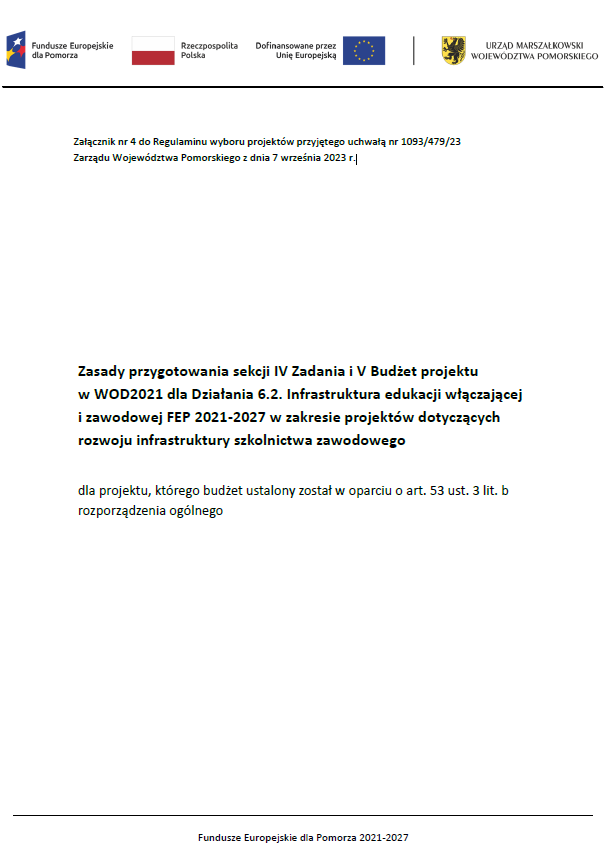 Fundusze Europejskie
dla Pomorza
Rzeczpospolita
Polska
Dofinansowane przez
Unię Europejską
URZĄD MARSZAŁKOWSKI
WOJEWÓDZTWA POMORSKIEGO
Załącznik nr 4 do Regulaminu wyboru projektów przyjętego uchwałą nr 1093/479/23
Zarządu Województwa Pomorskiego z dnia 7 września 2023 r.
Zasady przygotowania sekcji IV Zadania i V Budżet projektu
w WOD2021 dla Działania 6.2. Infrastruktura edukacji włączającej
i zawodowej FEP 2021-2027 w zakresie projektów dotyczących
rozwoju infrastruktury szkolnictwa zawodowego
dla projektu, którego budżet ustalony został w oparciu o art. 53 ust. 3 lit. b
rozporządzenia ogólnego
Fundusze Europejskie dla Pomorza 2021-2027